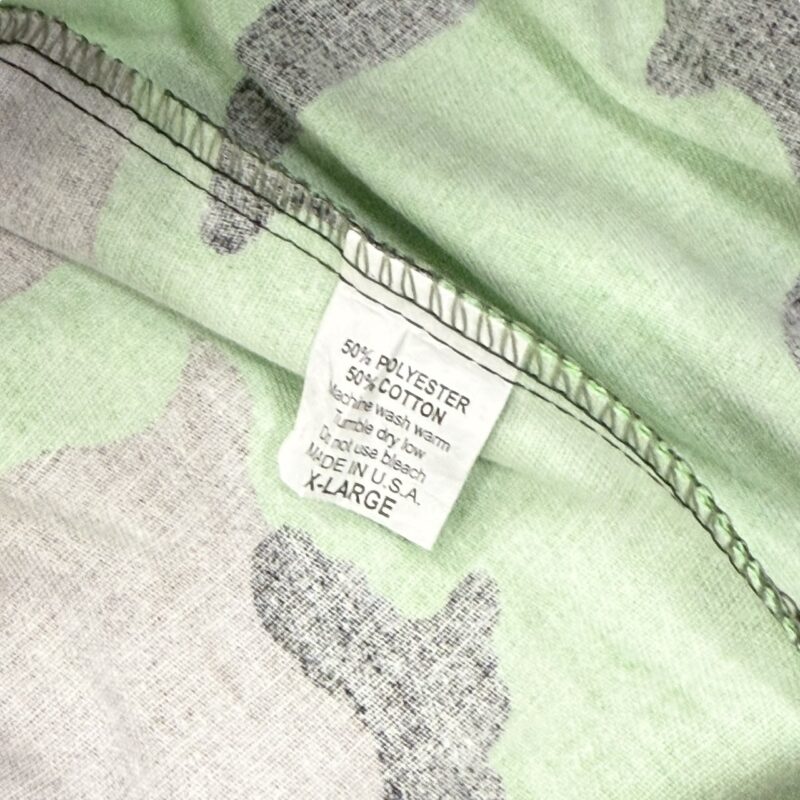 50% POLYESTER
50% COTTON
Machine wash warm
Tumble dry low
Do not use bleach
MADE IN U.S.A.
X-LARGE